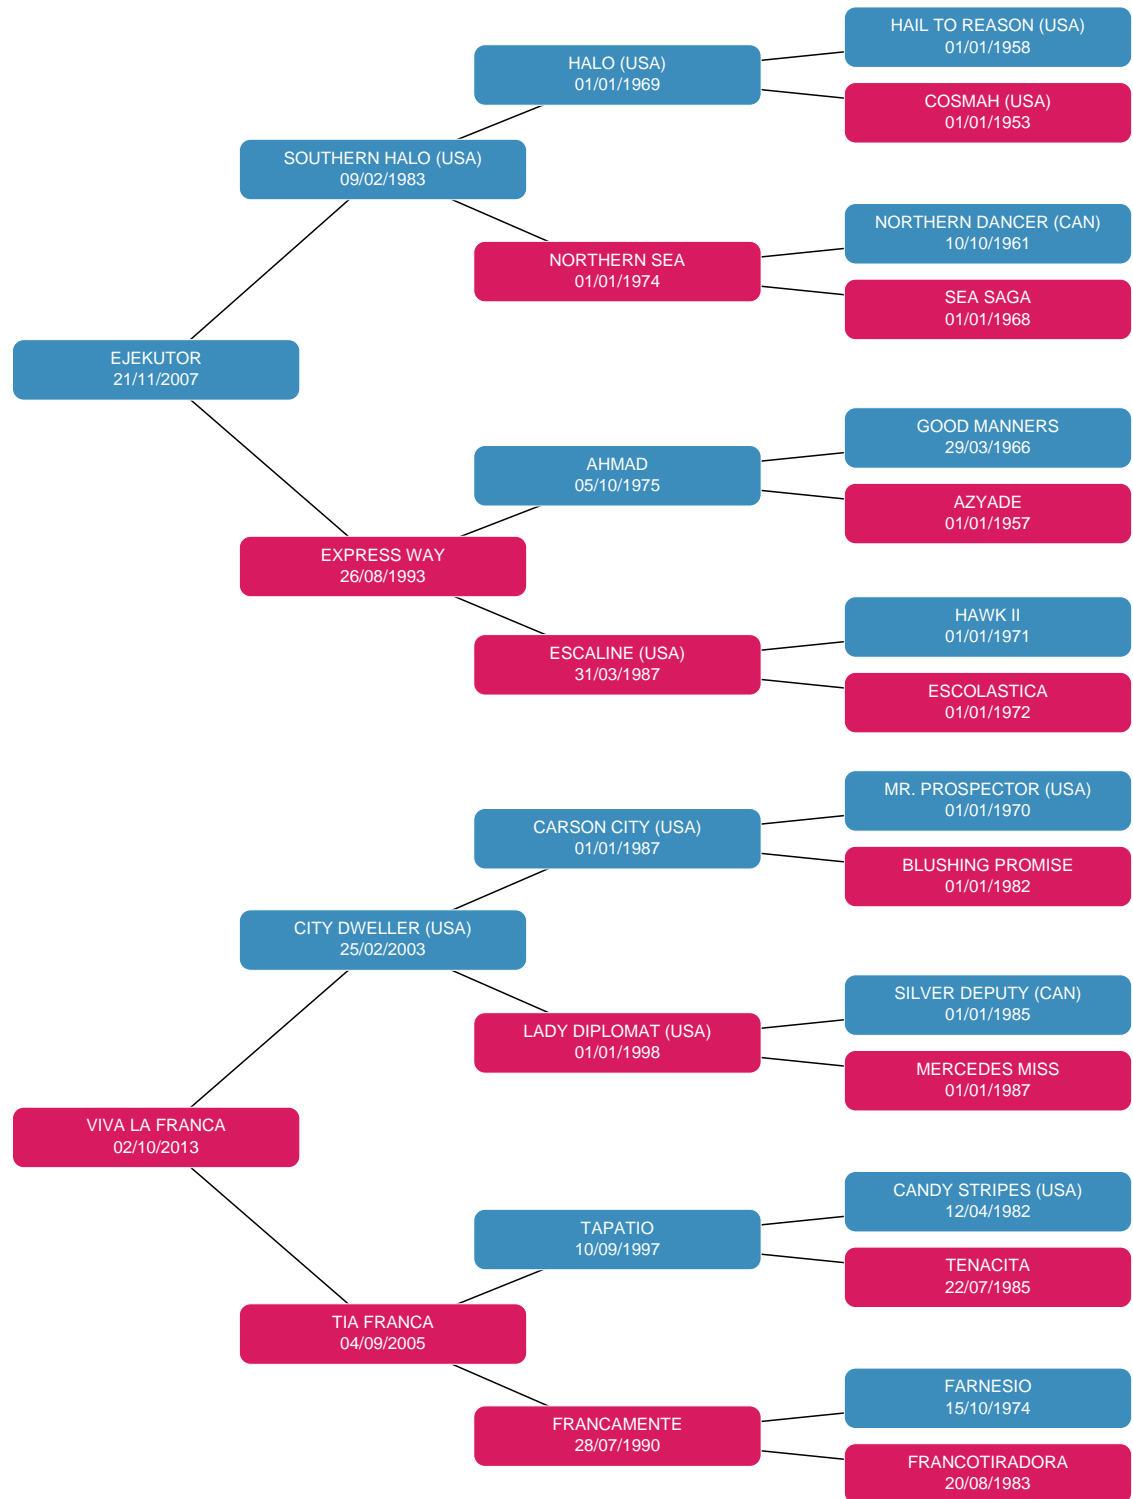 HAIL TO REASON (USA)
01/01/1958
HALO (USA)
01/01/1969
COSMAH (USA)
01/01/1953
SOUTHERN HALO (USA)
09/02/1983
NORTHERN DANCER (CAN)
10/10/1961
NORTHERN SEA
01/01/1974
SEA SAGA
01/01/1968
EJEKUTOR
21/11/2007
GOOD MANNERS
29/03/1966
AHMAD
05/10/1975
AZYADE
01/01/1957
EXPRESS WAY
26/08/1993
HAWK II
01/01/1971
ESCALINE (USA)
31/03/1987
ESCOLASTICA
01/01/1972
MR. PROSPECTOR (USA)
01/01/1970
CARSON CITY (USA)
01/01/1987
BLUSHING PROMISE
01/01/1982
CITY DWELLER (USA)
25/02/2003
SILVER DEPUTY (CAN)
01/01/1985
LADY DIPLOMAT (USA)
01/01/1998
MERCEDES MISS
01/01/1987
VIVA LA FRANCA
02/10/2013
CANDY STRIPES (USA)
12/04/1982
TAPATIO
10/09/1997
TENACITA
22/07/1985
TIA FRANCA
04/09/2005
FARNESIO
15/10/1974
FRANCAMENTE
28/07/1990
FRANCOTIRADORA
20/08/1983